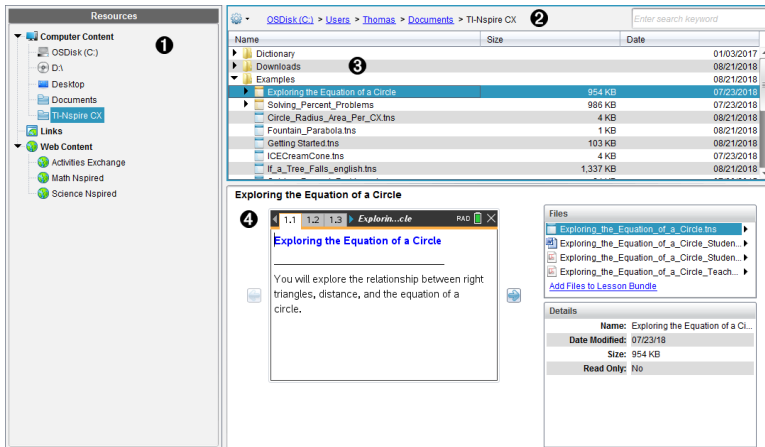 Resources
1
Computer Content
OSDisk (C:)
D:\
Desktop
Documents
TI-Nspire CX
Links
Web Content
Activities Exchange
Math Nspired
Science Nspired
OSDisk (C:) > Users > Thomas > Documents > TI-Nspire CX 2
Enter search keyword
Name Size Date
3
Dictionary 01/03/2017
Downloads 08/21/2018
Examples 08/21/2018
Exploring the Equation of a Circle 954 KB 07/23/2018
Solving_Percent_Problems 986 KB 07/23/2018
Circle_Radius_Area_Per_CX.tns 4 KB 08/21/2018
Fountain_Parabola.tns 1 KB 08/21/2018
Getting Started.tns 103 KB 08/21/2018
ICECreamCone.tns 4 KB 07/23/2018
If_a_Tree_Falls_english.tns 1,337 KB 08/21/2018
Exploring the Equation of a Circle
4
1.1 1.2 1.3 Explorin...cle RAD
Exploring the Equation of a Circle
You will explore the relationship between right
triangles, distance, and the equation of a
circle.
Files
Exploring_the_Equation_of_a_Circle.tns
Exploring_the_Equation_of_a_Circle_Studen...
Exploring_the_Equation_of_a_Circle_Studen...
Exploring_the_Equation_of_a_Circle_Teach...
Add Files to Lesson Bundle
Details
Name: Exploring the Equation of a Ci...
Date Modified: 07/23/18
Size: 954 KB
Read Only: No